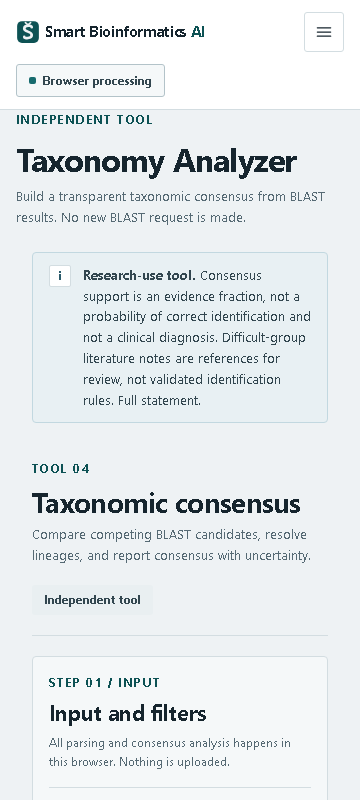 Š Smart Bioinformatics AI
Browser processing
INDEPENDENT TOOL
Taxonomy Analyzer
Build a transparent taxonomic consensus from BLAST
results. No new BLAST request is made.
i
Research-use tool. Consensus
support is an evidence fraction, not a
probability of correct identification and
not a clinical diagnosis. Difficult-group
literature notes are references for
review, not validated identification
rules. Full statement.
TOOL 04
Taxonomic consensus
Compare competing BLAST candidates, resolve
lineages, and report consensus with uncertainty.
Independent tool
STEP 01 / INPUT
Input and filters
All parsing and consensus analysis happens in
this browser. Nothing is uploaded.